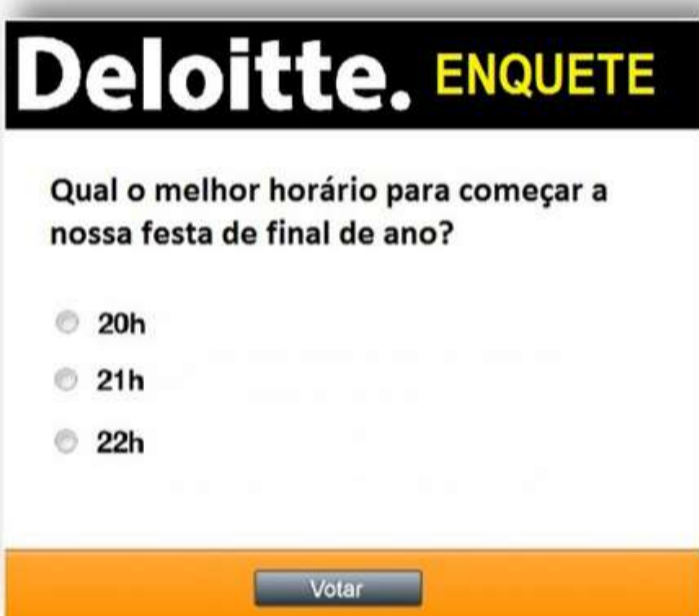 Deloitte. ENQUETE
Qual o melhor horário para começar a
nossa festa de final de ano?
20h
21h
22h
Votar